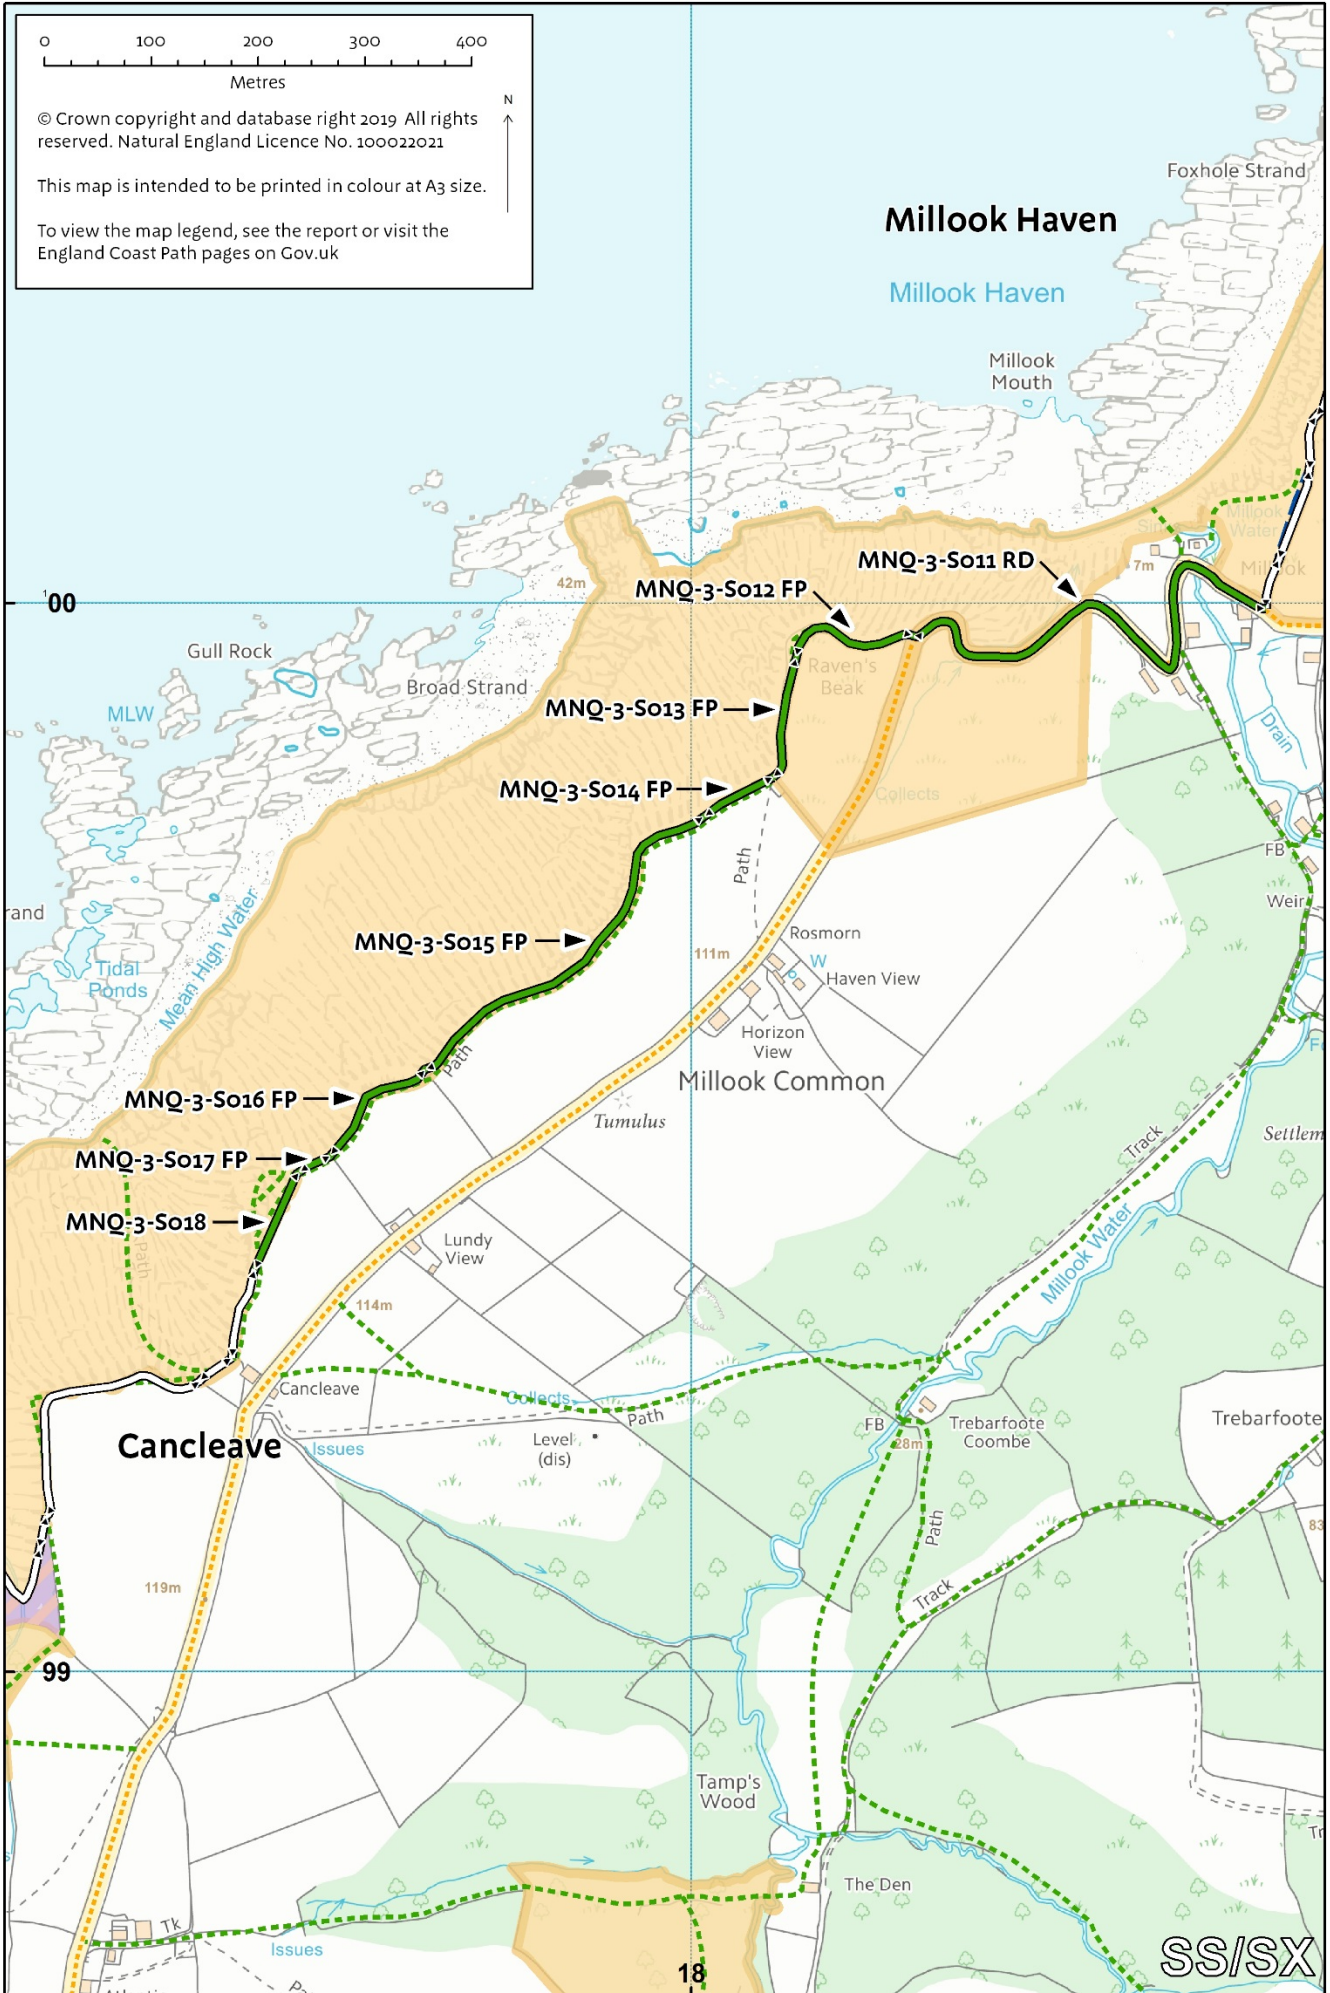 0 100 200 300 400
Metres
N
© Crown copyright and database right 2019 All rights
reserved. Natural England Licence No. 100022021
This map is intended to be printed in colour at A3 size.
To view the map legend, see the report or visit the
England Coast Path pages on Gov.uk
Foxhole Strand
Millook Haven
Millook Haven
Millook
Mouth
Millook
Water
MNQ-3-S011 RD
7m
Millook
42m
MNQ-3-S012 FP
100
Gull Rock
Raven's
Beak
Broad Strand
MNQ-3-S013 FP
MLW
Drain
MNQ-3-S014 FP
Collects
Path
FB
Weir
rand
Rosmorn
MNQ-3-S015 FP
111m
W
Haven View
Tidal
Ponds
Mean High Water
Horizon
View
Path
Millook Common
MNQ-3-S016 FP
Tumulus
Track
Settlem
MNQ-3-S017 FP
MNQ-3-S018
Path
Lundy
View
Millook Water
114m
Cancleave
Collects
Path
FB
Trebarfoote
Coombe
Trebarfoote
Cancleave
Issues
Level
(dis)
28m
Path
83
119m
Track
99
Tamp's
Wood
Tr
The Den
Tk
Issues
Pa
18
SS/SX